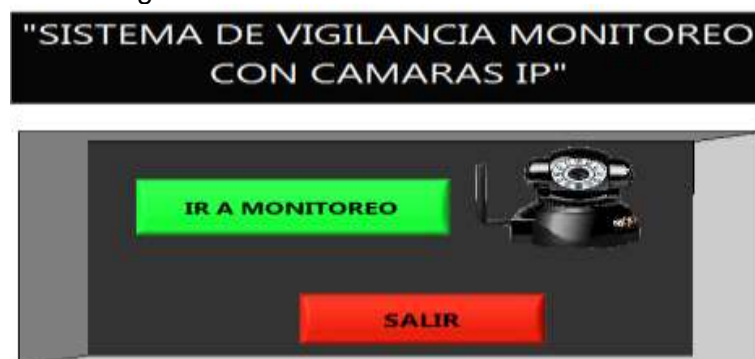 "SISTEMA DE VIGILANCIA MONITOREO
CON CAMARAS IP"
IR A MONITOREO
SALIR